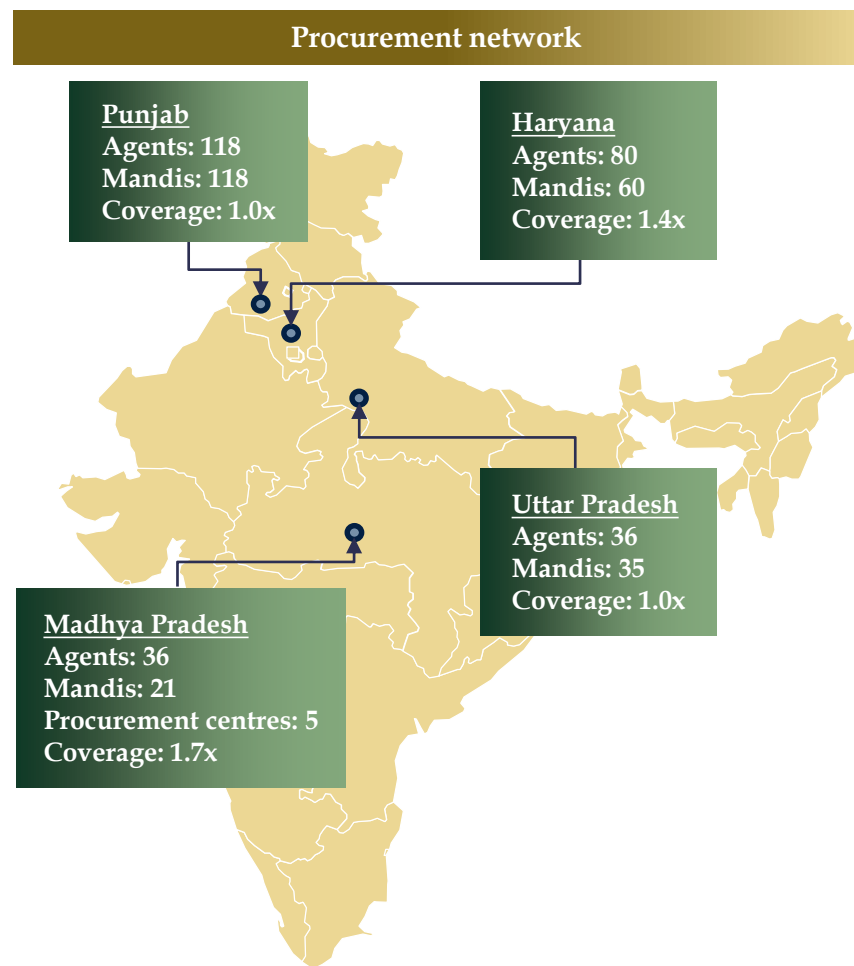 Procurement network
Punjab
Agents: 118
Mandis: 118
Coverage: 1.0x
Haryana
Agents: 80
Mandis: 60
Coverage: 1.4x
Uttar Pradesh
Agents: 36
Mandis: 35
Coverage: 1.0x
Madhya Pradesh
Agents: 36
Mandis: 21
Procurement centres: 5
Coverage: 1.7x